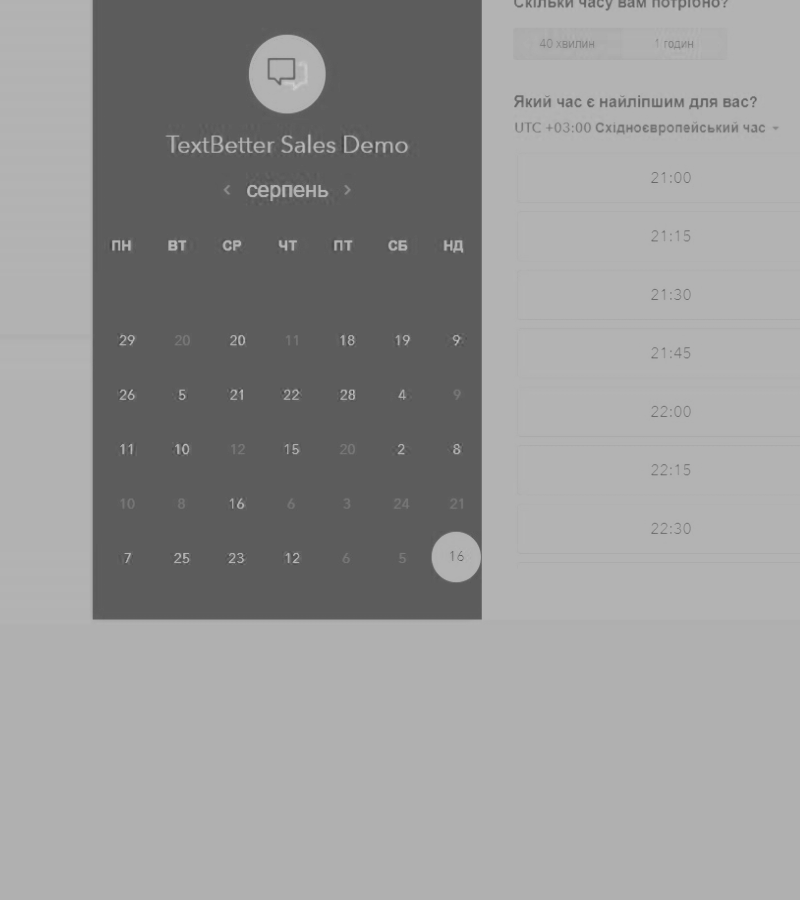 TextBetter Sales Demo
серпень
ПН ВТ СР ЧТ ПТ СБ НД
29 20 20 11 18 19 9
26 5 21 22 28 4 9
11 10 12 15 20 2 8
10 8 16 6 3 24 21
7 25 23 12 6 5 16
Скільки часу вам потрібно?
40 хвилин 1 годин
Який час є найліпшим для вас?
UTC +03:00 Східноєвропейський час
21:00
21:15
21:30
21:45
22:00
22:15
22:30